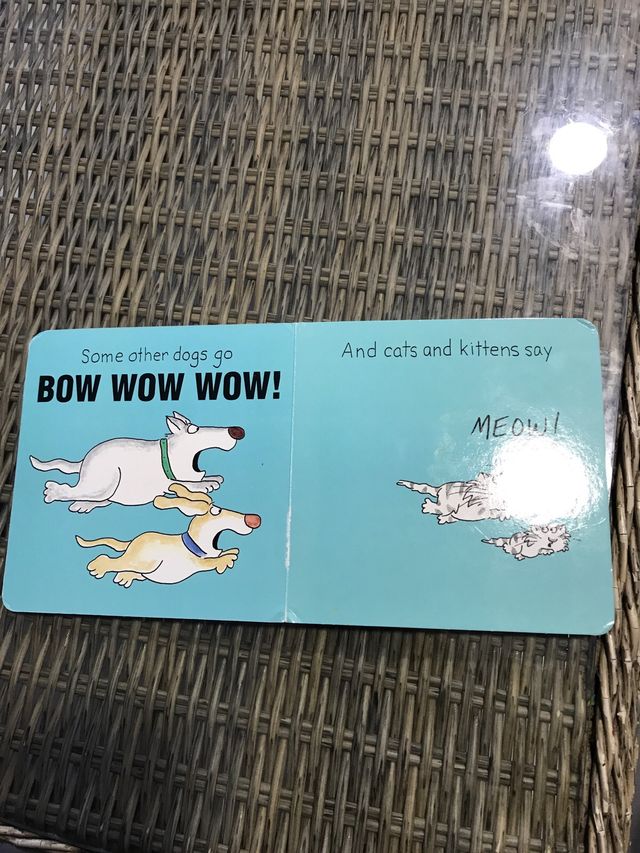 Some other dogs go
BOW WOW WOW!
And cats and kittens say
MEOW!